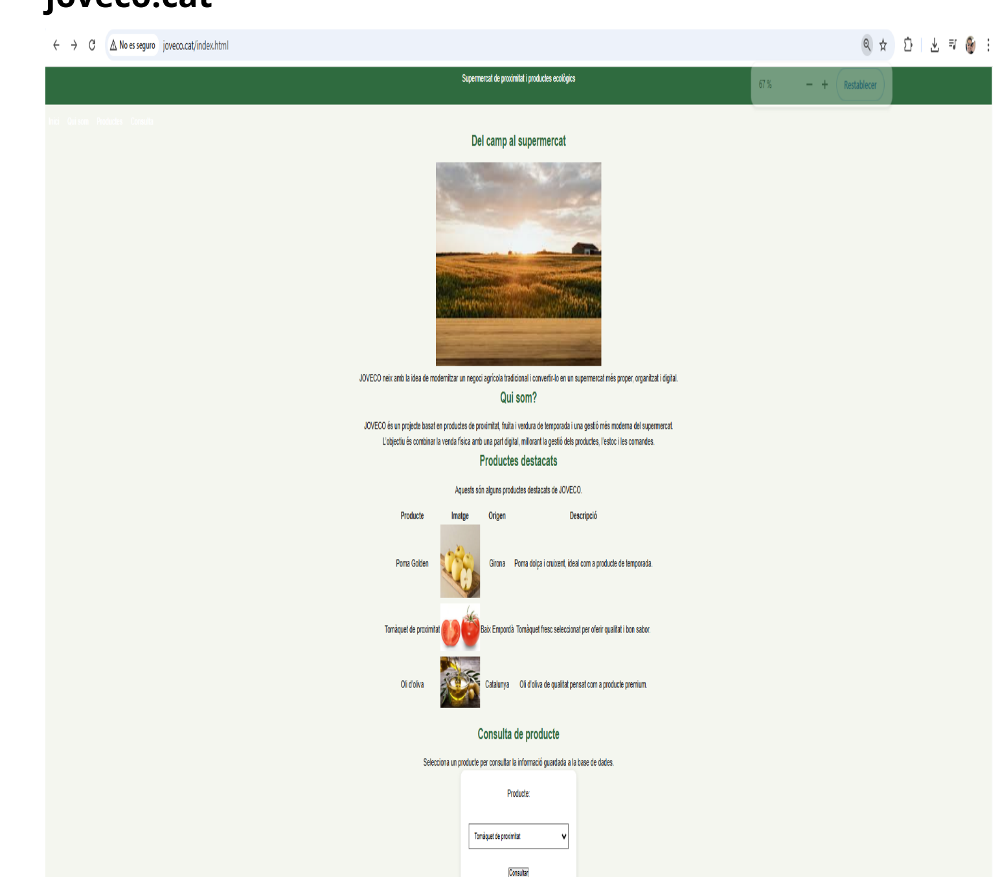 joveco.cat
No es seguro joveco.cat/index.html
Supermercat de proximitat i productes ecològics
67 % − + Restablecer
Inici Qui som Productes Consulta
Del camp al supermercat
JOVECO neix amb la idea de modernitzar un negoci agrícola tradicional i convertir-lo en un supermercat més proper, organitzat i digital.
Qui som?
JOVECO és un projecte basat en productes de proximitat, fruita i verdura de temporada i una gestió més moderna del supermercat.
L'objectiu és combinar la venda física amb una part digital, millorant la gestió dels productes, l'estoc i les comandes.
Productes destacats
Aquests són alguns productes destacats de JOVECO.
Producte Imatge Origen Descripció
Poma Golden Girona Poma dolça i cruixent, ideal com a producte de temporada.
Tomàquet de proximitat Baix Empordà Tomàquet fresc seleccionat per oferir qualitat i bon sabor.
Oli d'oliva Catalunya Oli d'oliva de qualitat pensat com a producte premium.
Consulta de producte
Selecciona un producte per consultar la informació guardada a la base de dades.
Producte:
Tomàquet de proximitat
Consultar